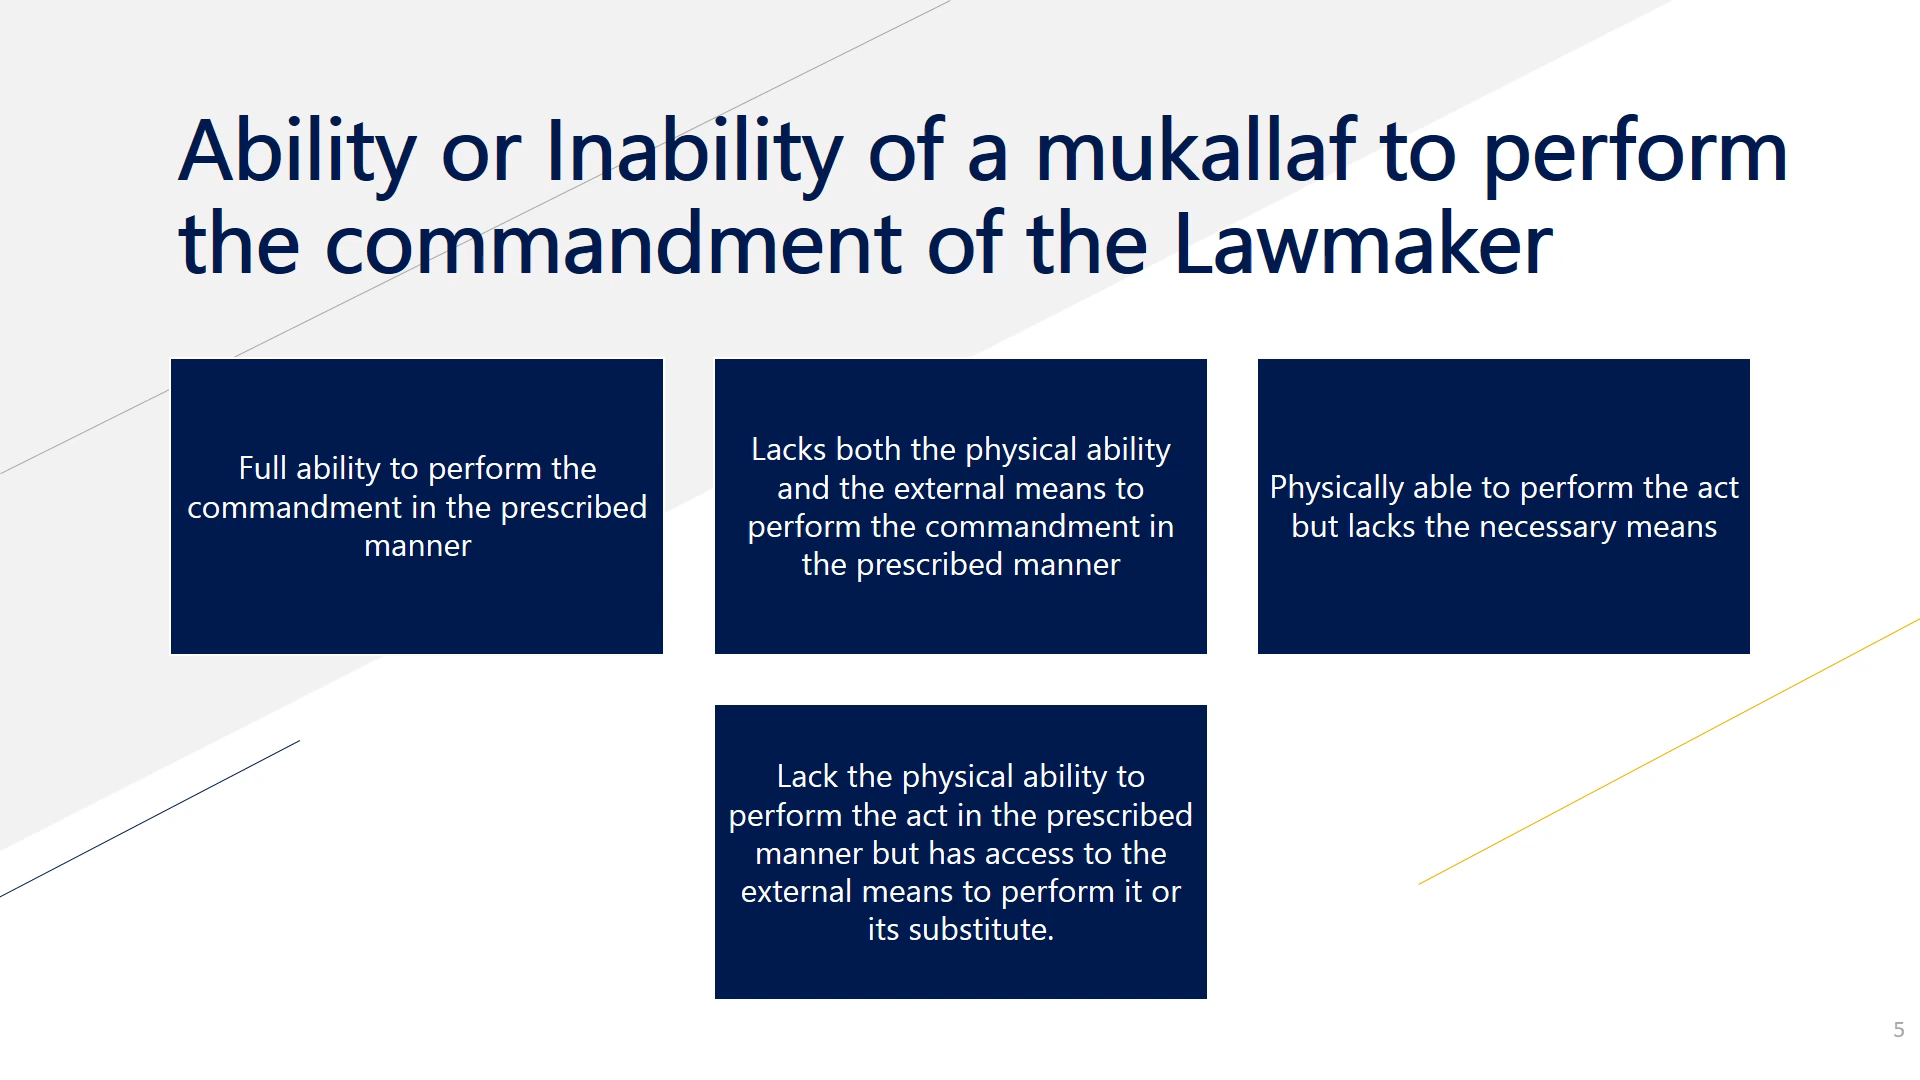 Ability or Inability of a mukallaf to perform
the commandment of the Lawmaker
Full ability to perform the
commandment in the prescribed
manner
Lacks both the physical ability
and the external means to
perform the commandment in
the prescribed manner
Physically able to perform the act
but lacks the necessary means
Lack the physical ability to
perform the act in the prescribed
manner but has access to the
external means to perform it or
its substitute.
5